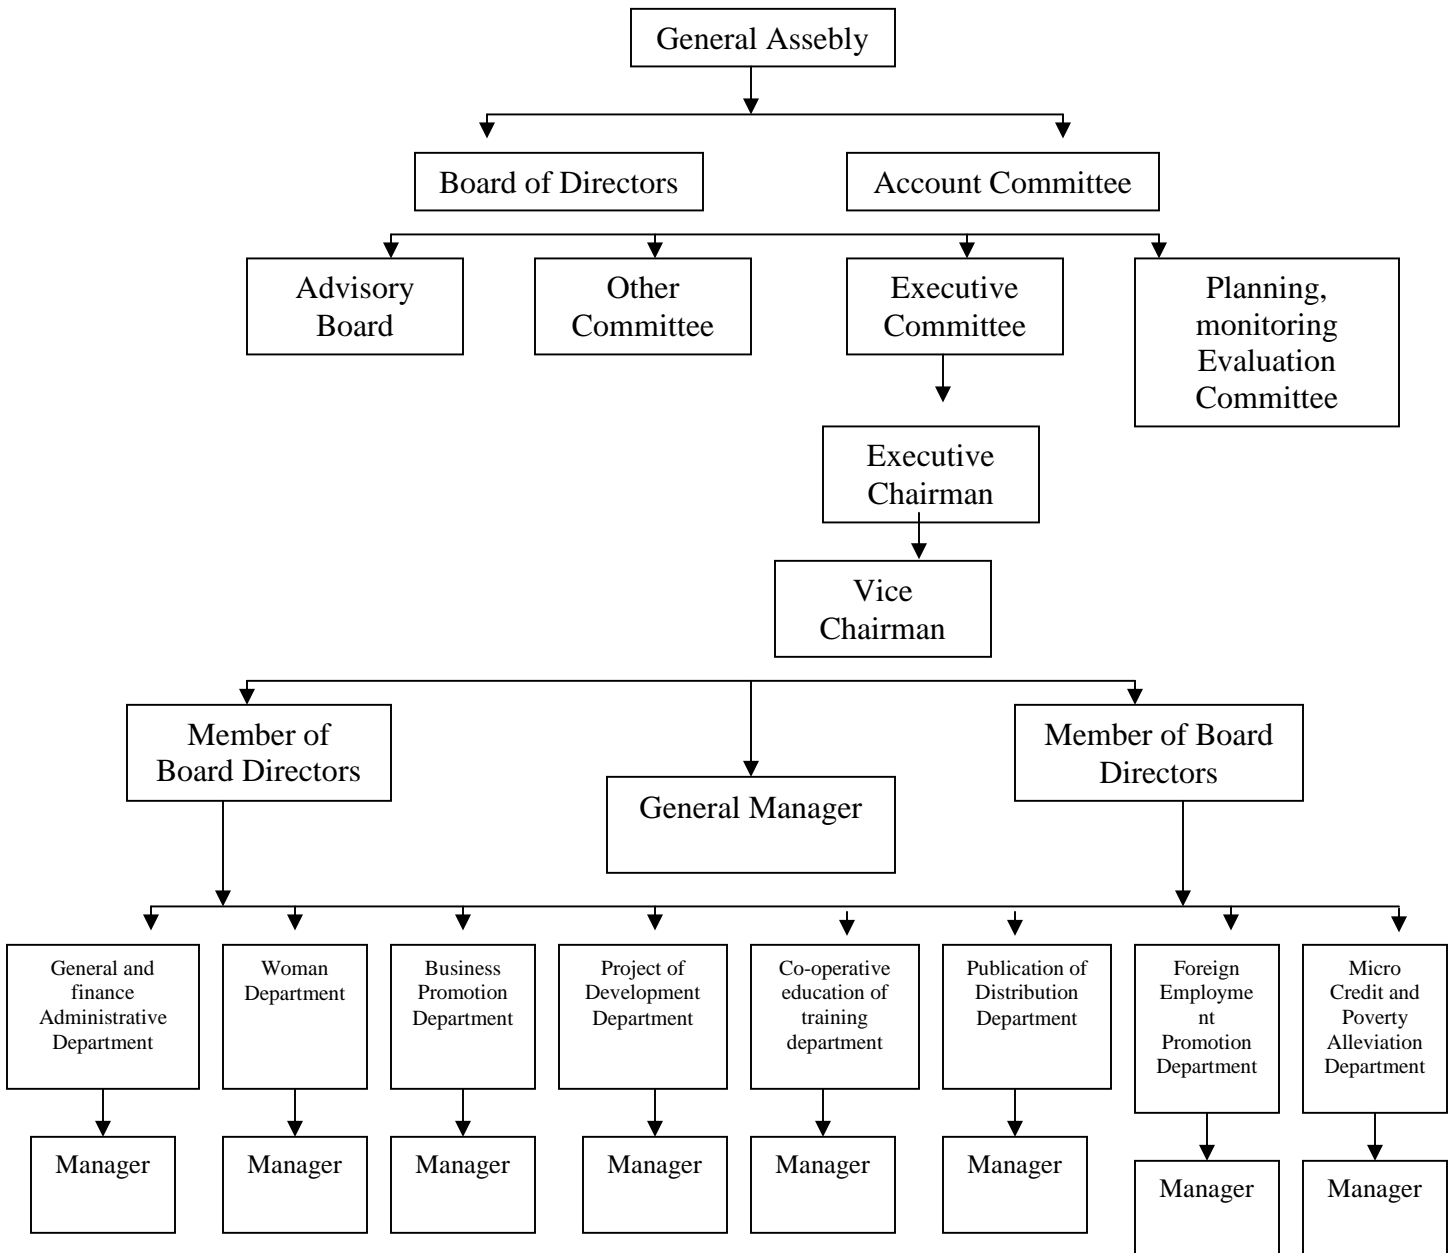 General Assebly
Board of Directors
Account Committee
Advisory
Board
Other
Committee
Executive
Committee
Planning,
monitoring
Evaluation
Committee
Executive
Chairman
Vice
Chairman
Member of
Board Directors
General Manager
Member of Board
Directors
General and
finance
Administrative
Department
Woman
Department
Business
Promotion
Department
Project of
Development
Department
Co-operative
education of
training
department
Publication of
Distribution
Department
Foreign
Employme
nt
Promotion
Department
Micro
Credit and
Poverty
Alleviation
Department
Manager
Manager
Manager
Manager
Manager
Manager
Manager
Manager